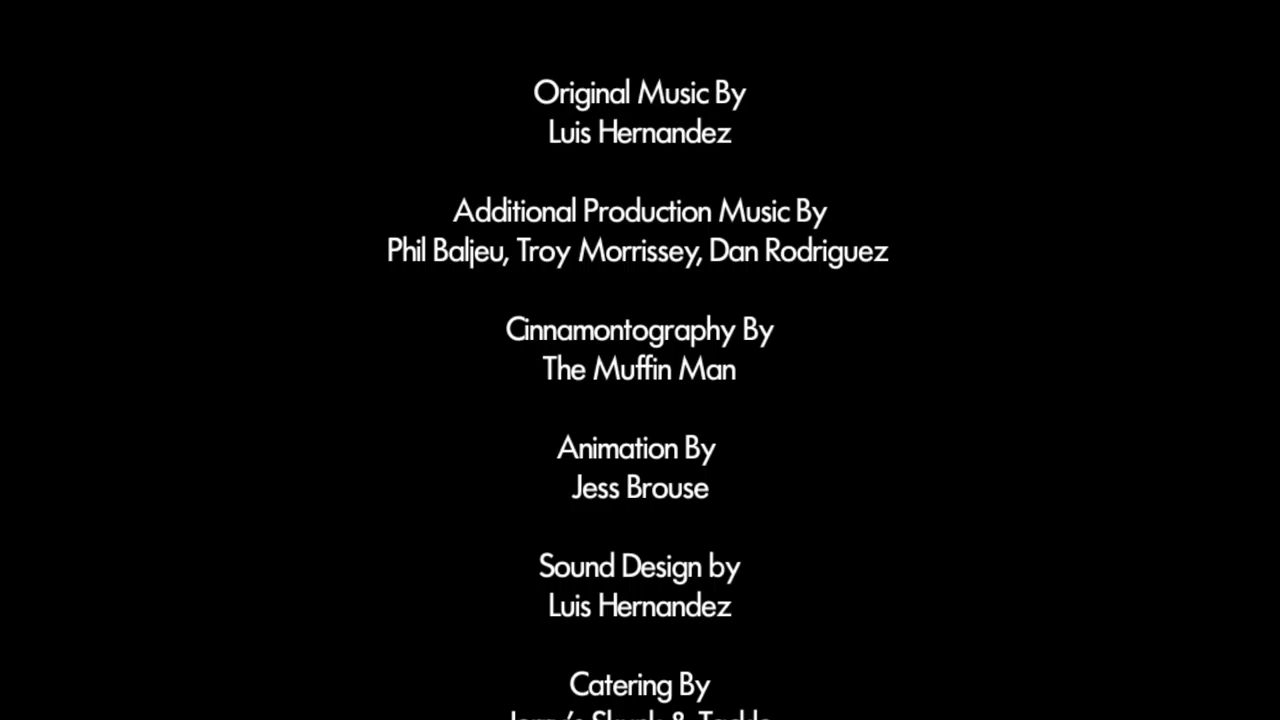 Original Music By
Luis Hernandez
Additional Production Music By
Phil Baljeu, Troy Morrissey, Dan Rodriguez
Cinnamontography By
The Muffin Man
Animation By
Jess Brouse
Sound Design by
Luis Hernandez
Catering By